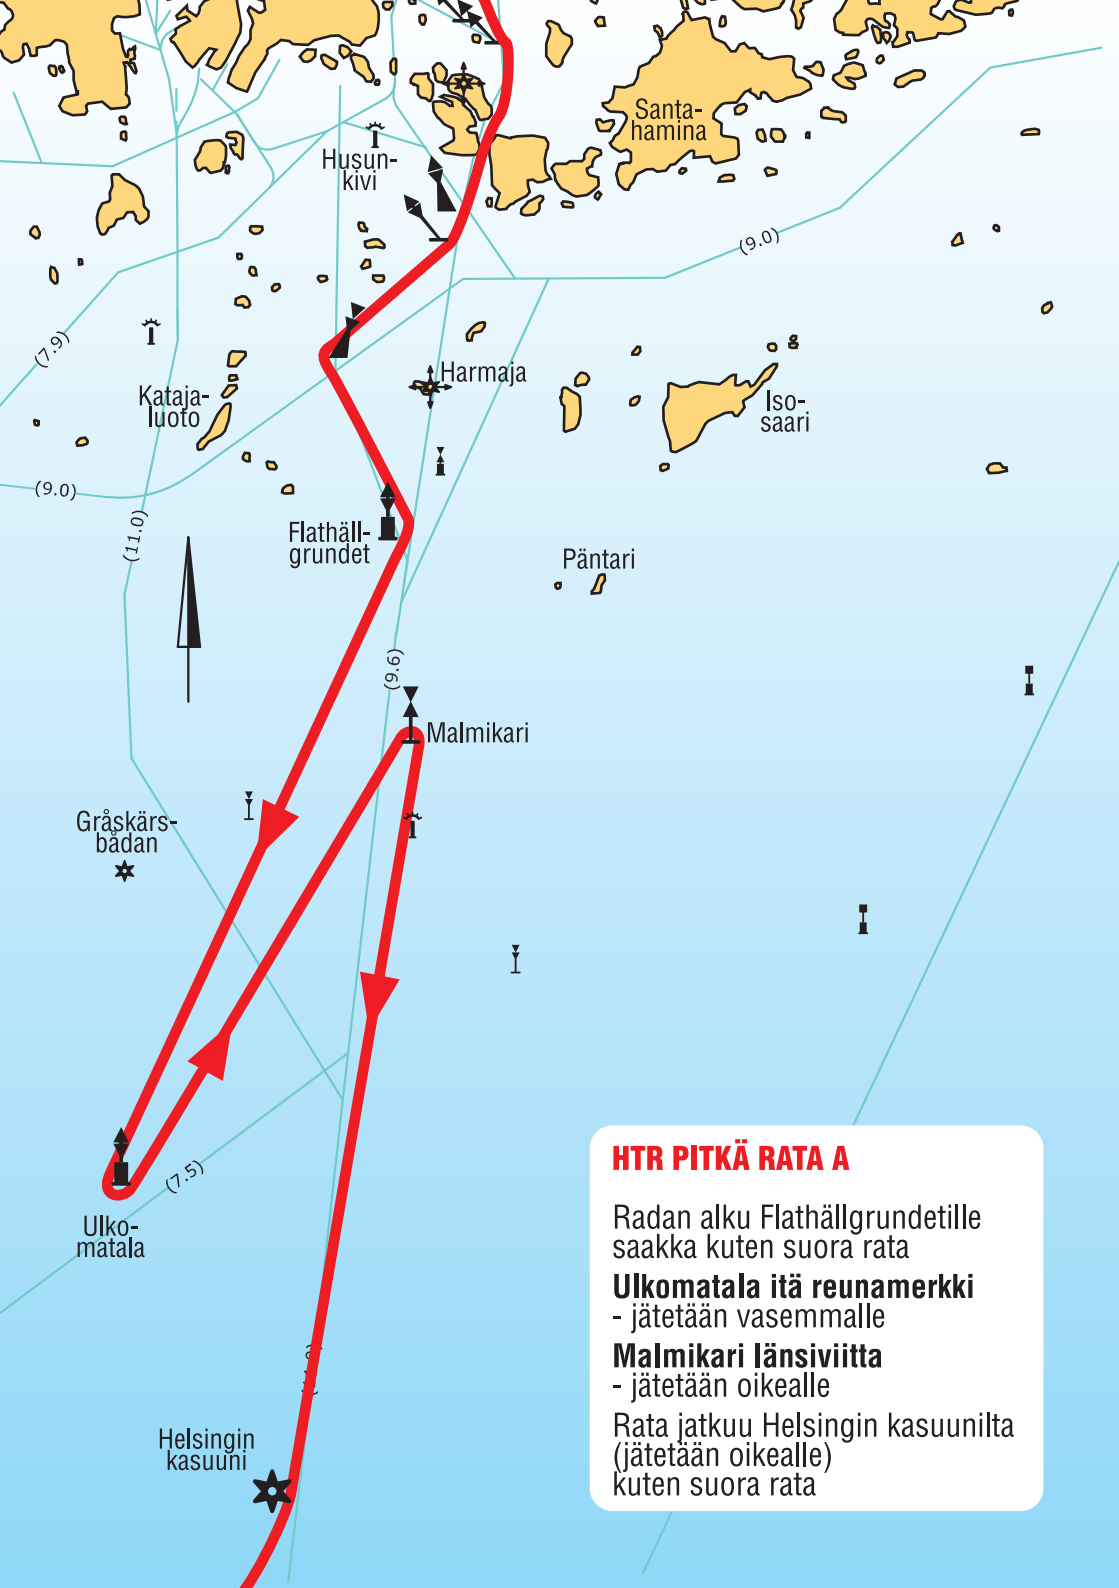 Santa-
hamina
Husun-
kivi
(9.0)
(7.9)
Harmaja
Kataja-
luoto
Iso-
saari
(9.0)
(11.0)
Flathäll-
grundet
Päntari
(9.6)
Malmikari
Gråskärs-
bådan
(7.5)
Ulko-
matala
Helsingin
kasuuni
HTR PITKÄ RATA A
Radan alku Flathällgrundetille
saakka kuten suora rata
Ulkomatala itä reunamerkki
- jätetään vasemmalle
Malmikari länsiviitta
- jätetään oikealle
Rata jatkuu Helsingin kasuunilta
(jätetään oikealle)
kuten suora rata